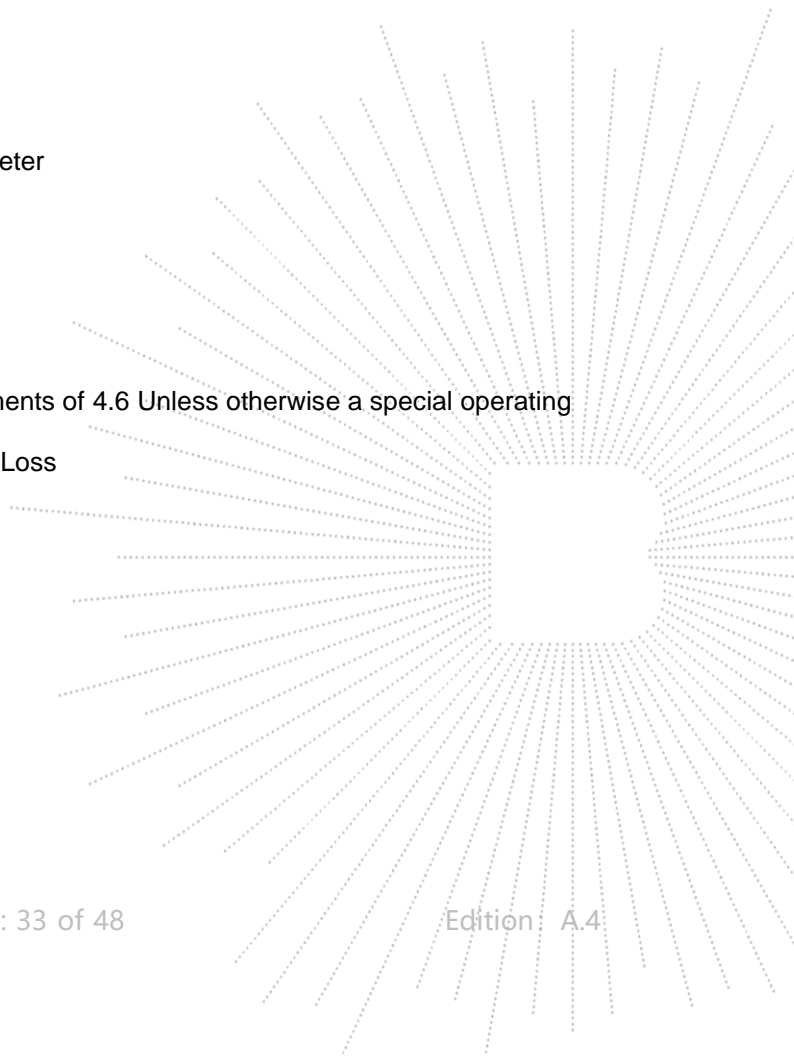 eter
nents of 4.6 Unless otherwise a special operating
Loss
: 33 of 48 Edition: A.4